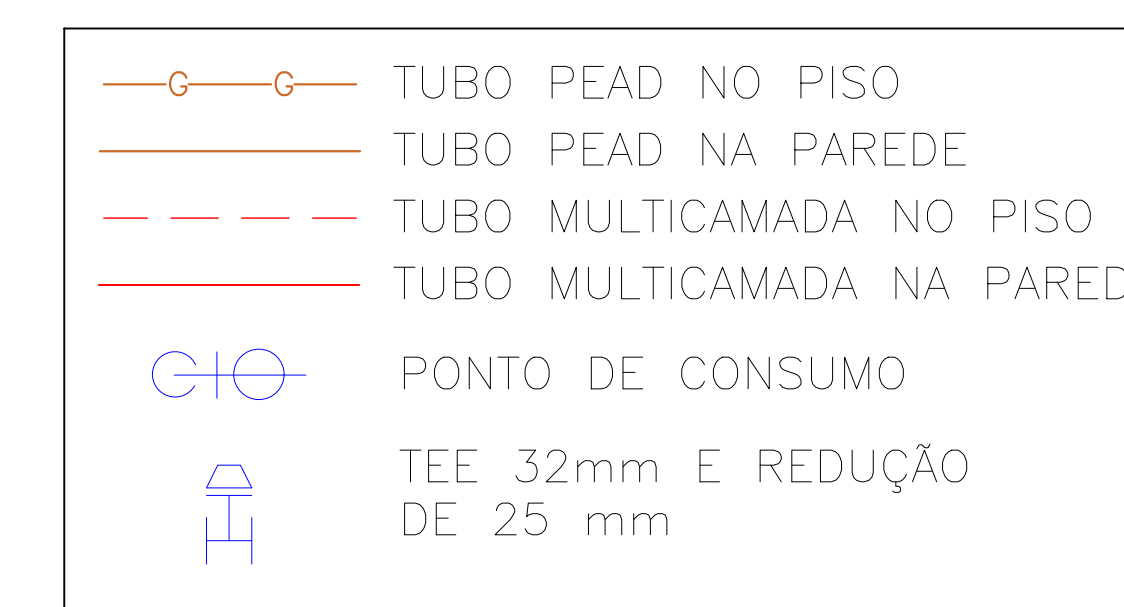 G G TUBO PEAD NO PISO
TUBO PEAD NA PAREDE
TUBO MULTICAMADA NO PISO
TUBO MULTICAMADA NA PARED
PONTO DE CONSUMO
TEE 32mm E REDUÇÃO
DE 25 mm